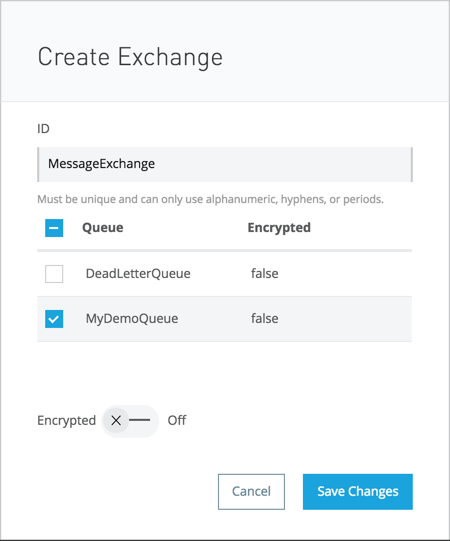 Create Exchange
ID
MessageExchange
Must be unique and can only use alphanumeric, hyphens, or periods.
Queue Encrypted
DeadLetterQueue false
MyDemoQueue false
Encrypted Off
Cancel Save Changes